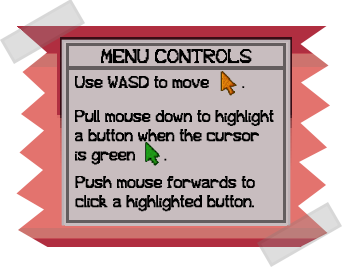 MENU CONTROLS
Use WASD to move .
Pull mouse down to highlight
a button when the cursor
is green .
Push mouse forwards to
click a highlighted button.